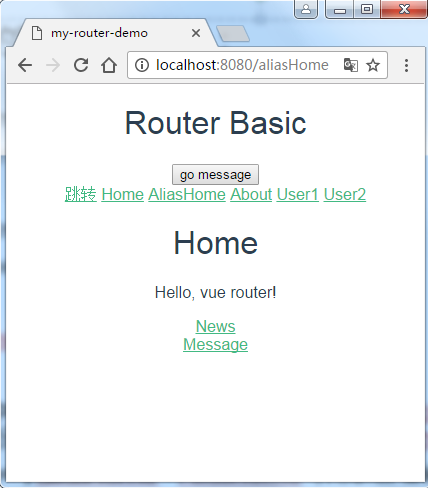 my-router-demo
localhost:8080/aliasHome
Router Basic
go message
跳转 Home AliasHome About User1 User2
Home
Hello, vue router!
News
Message